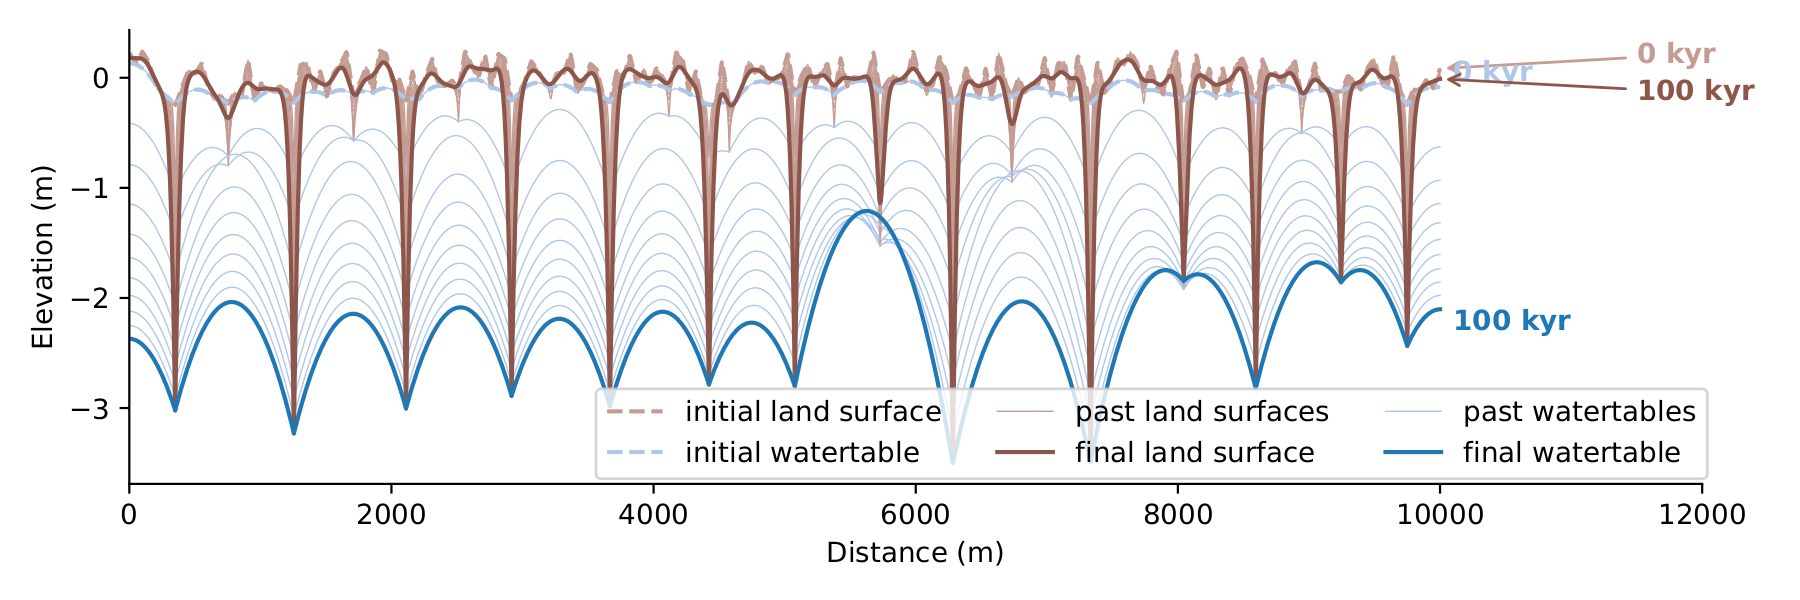 0 kyr
0 kyr
100 kyr
100 kyr
0
−1
−2
−3
Elevation (m)
initial land surface
past land surfaces
past watertables
initial watertable
final land surface
final watertable
0
2000
4000
6000
8000
10000
12000
Distance (m)